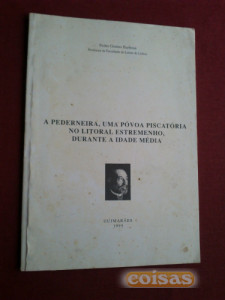 A PEDERNEIRA, UMA PÓVOA PISCATÓRIA
NO LITORAL ESTREMENHO,
DURANTE A IDADE MÉDIA
GUIMARÃES
coisas